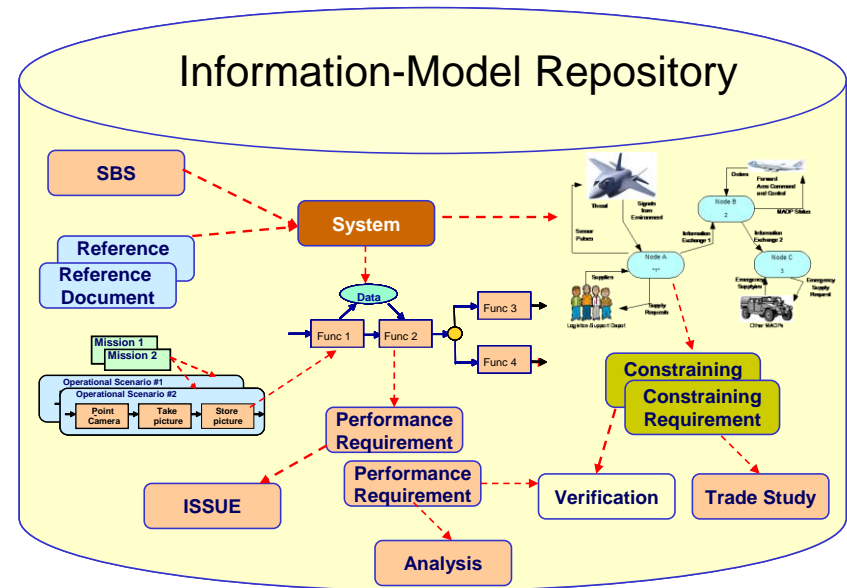 Information-Model Repository
SBS
System
Reference
Reference
Document
Data
Func 1
Func 2
Func 3
Func 4
Mission 1
Mission 2
Operational Scenario #1
Operational Scenario #2
Point
Camera
Take
picture
Store
picture
Threat
Signals
from
Environment
Sensor
Pulses
Orders
Forward
Area Command
and Control
MADP Status
Node B
2
Information
Exchange 1
Information
Exchange 2
Node A
Node C
3
Supplies
Supply
Requests
Logistics Support Depot
Emergency
Supplies
Emergency
Supply
Request
Other MADPs
Constraining
Constraining
Requirement
Performance
Requirement
Performance
Requirement
ISSUE
Verification
Trade Study
Analysis